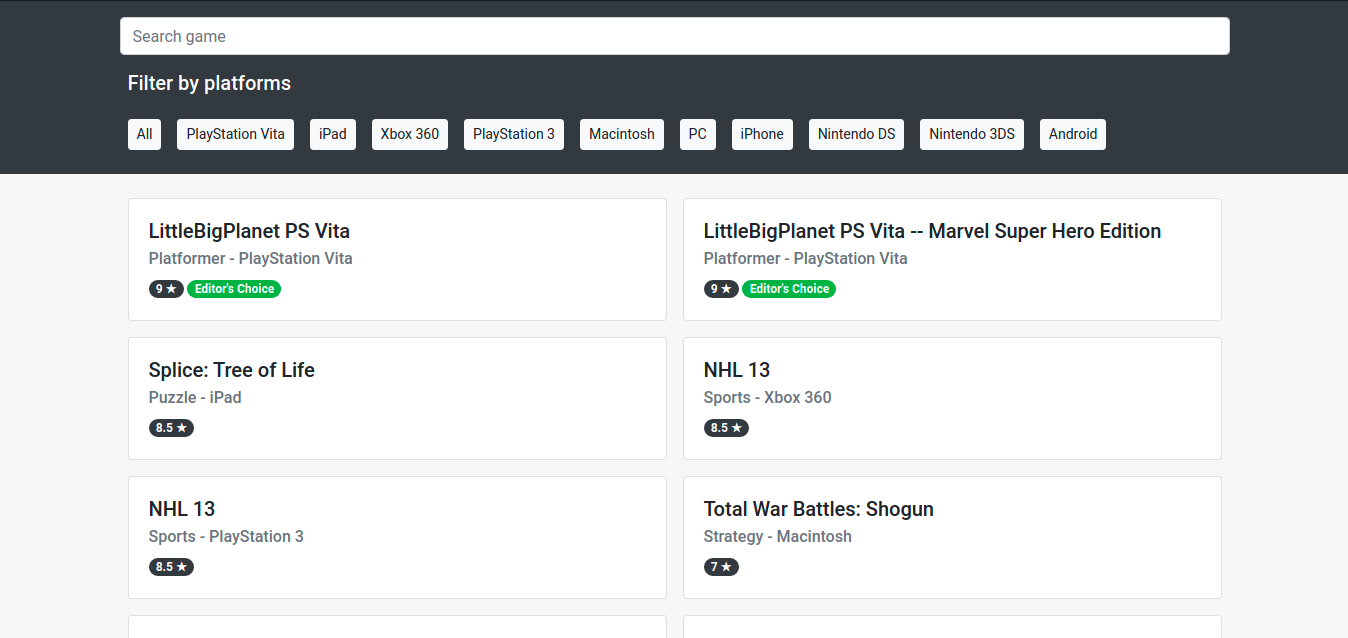 Search game
Filter by platforms
All PlayStation Vita iPad Xbox 360 PlayStation 3 Macintosh PC iPhone Nintendo DS Nintendo 3DS Android
LittleBigPlanet PS Vita
Platformer - PlayStation Vita
9 ★ Editor's Choice
LittleBigPlanet PS Vita -- Marvel Super Hero Edition
Platformer - PlayStation Vita
9 ★ Editor's Choice
Splice: Tree of Life
Puzzle - iPad
8.5 ★
NHL 13
Sports - Xbox 360
8.5 ★
NHL 13
Sports - PlayStation 3
8.5 ★
Total War Battles: Shogun
Strategy - Macintosh
7 ★